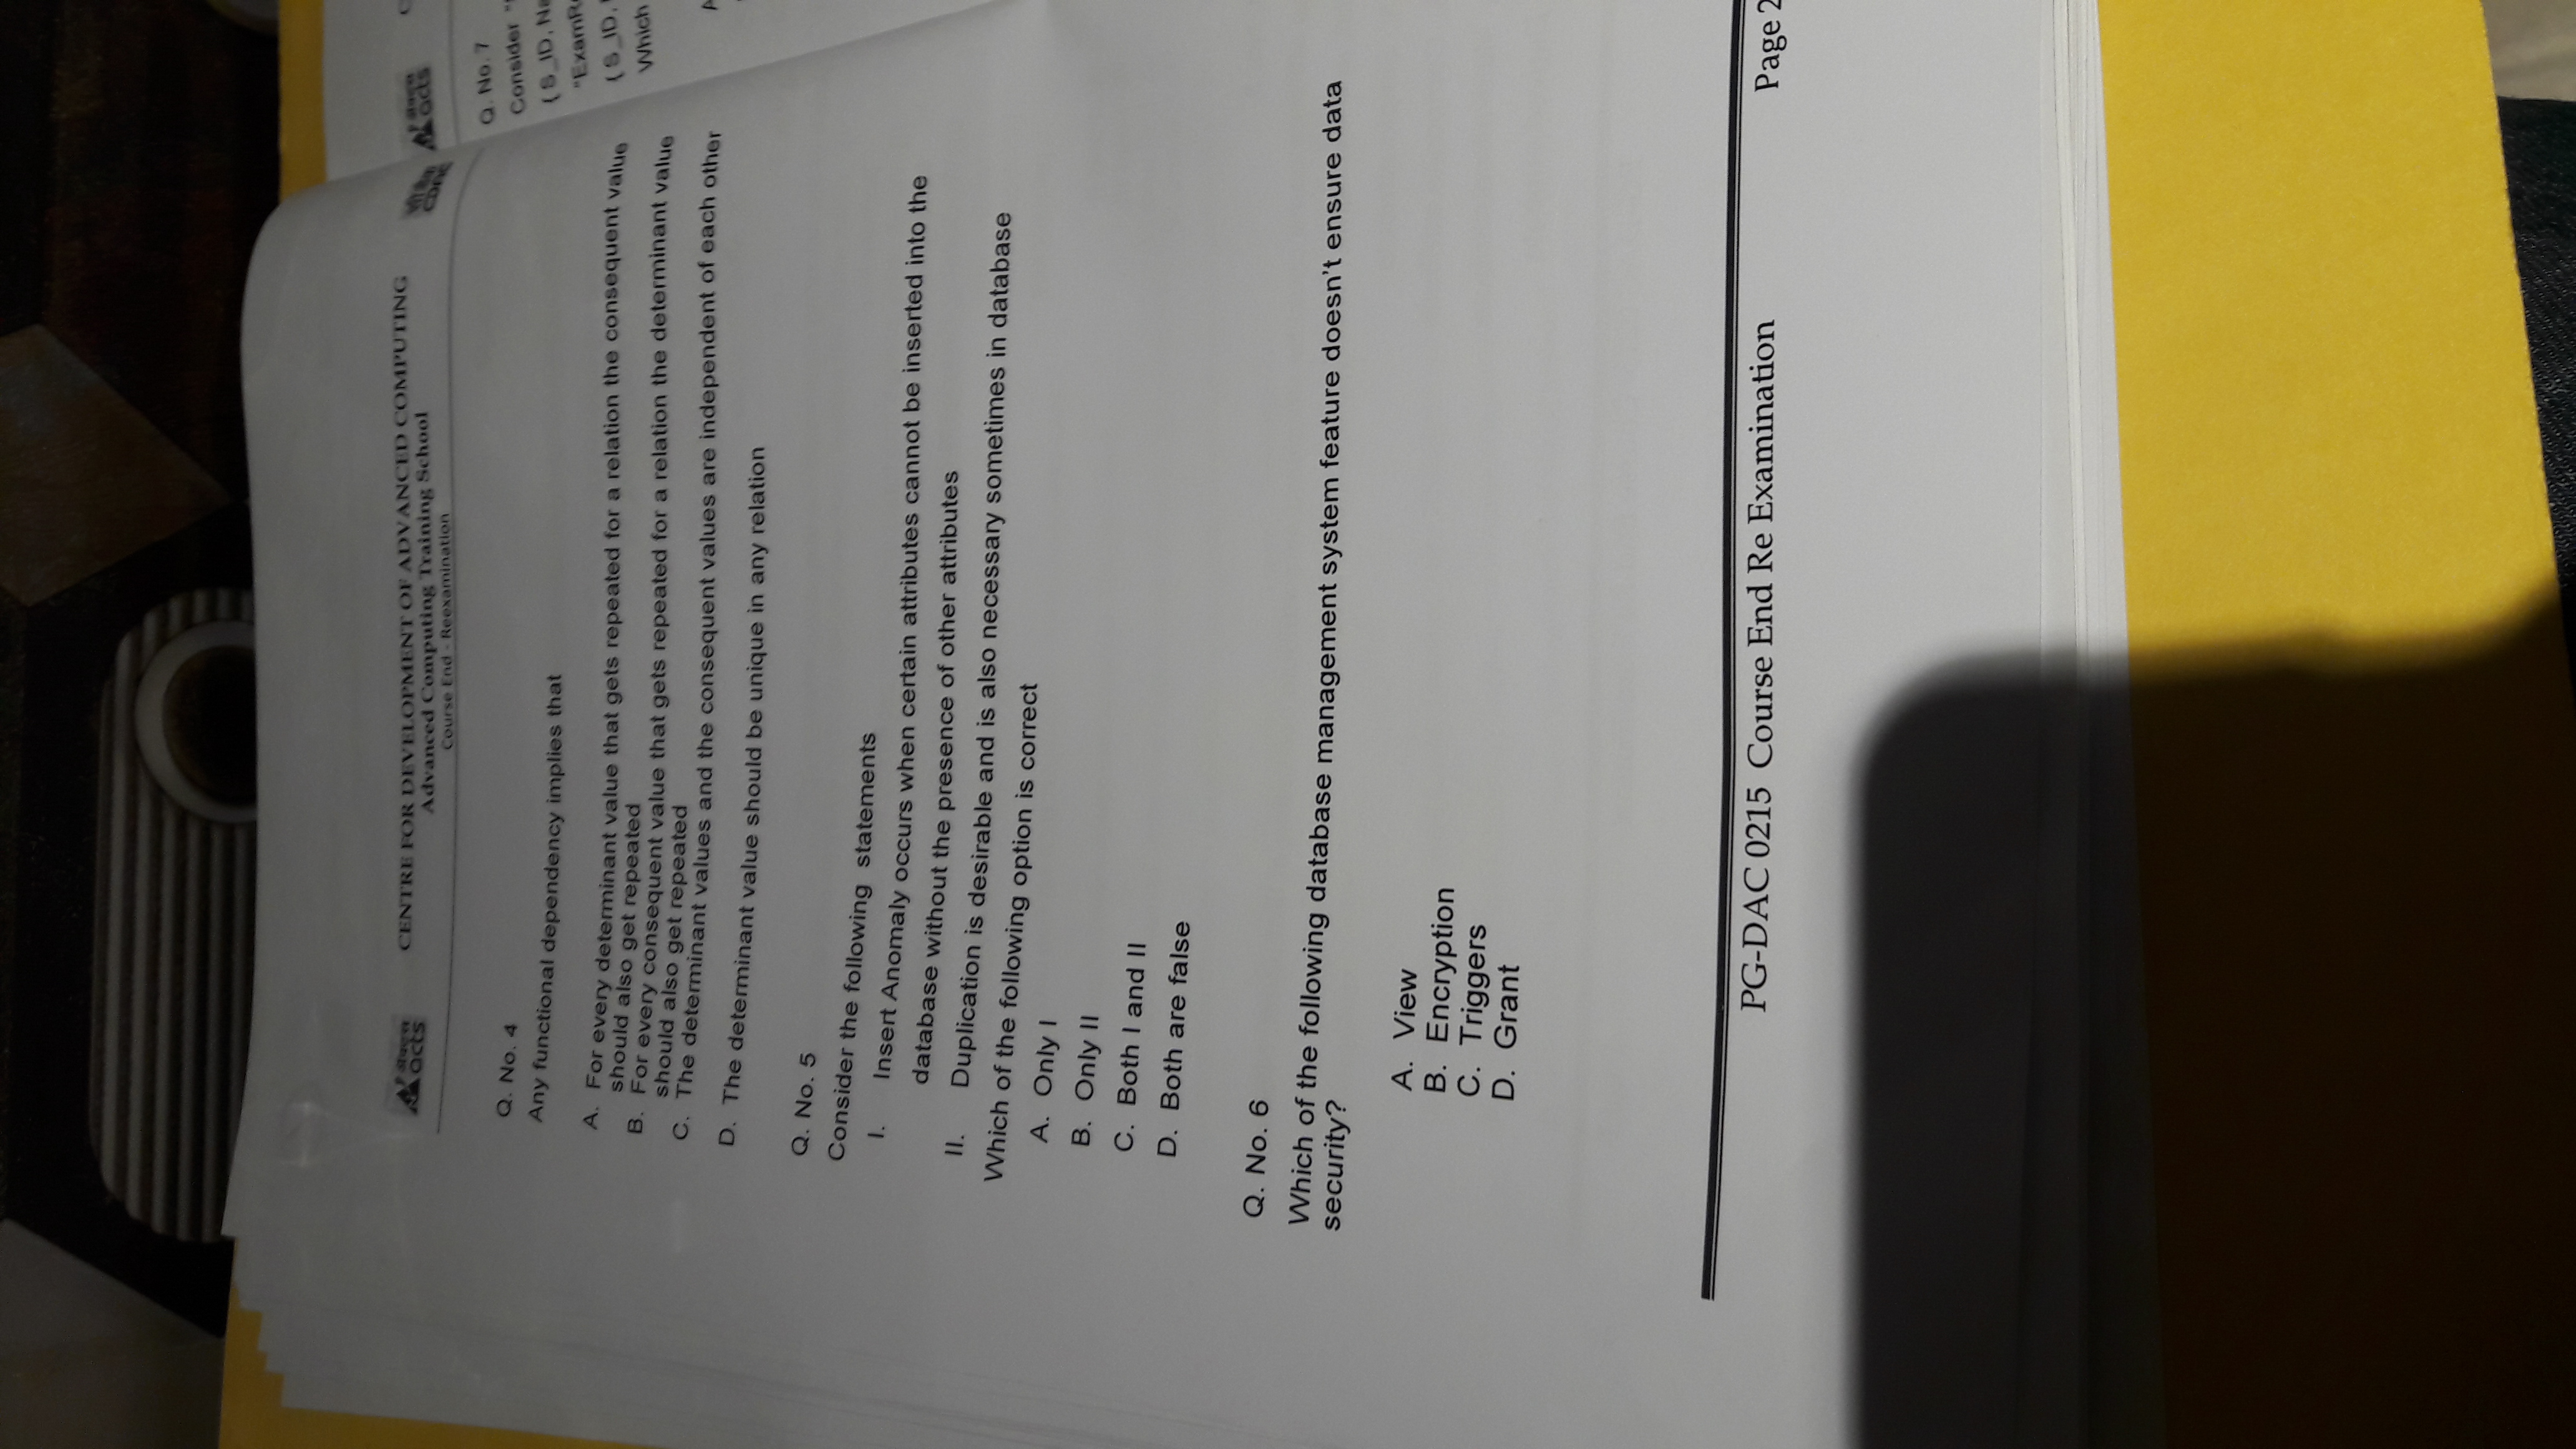 acts
CENTRE FOR DEVELOPMENT OF ADVANCED COMPUTING
Advanced Computing Training School
Course End - Reexamination
Q. No. 4
Any functional dependency implies that
A. For every determinant value that gets repeated for a relation the consequent value
should also get repeated
B. For every consequent value that gets repeated for a relation the determinant value
should also get repeated
C. The determinant values and the consequent values are independent of each other
D. The determinant value should be unique in any relation
Q. No. 5
Consider the following statements
I. Insert Anomaly occurs when certain attributes cannot be inserted into the
database without the presence of other attributes
II. Duplication is desirable and is also necessary sometimes in database
Which of the following option is correct
A. Only I
B. Only II
C. Both I and II
D. Both are false
Q. No. 6
Which of the following database management system feature doesn't ensure data
security?
A. View
B. Encryption
C. Triggers
D. Grant
PG-DAC 0215 Course End Re Examination
Page 2
acts
Q. No. 7
Consider
( S_ID,
"ExamR
( S_ID,
Which